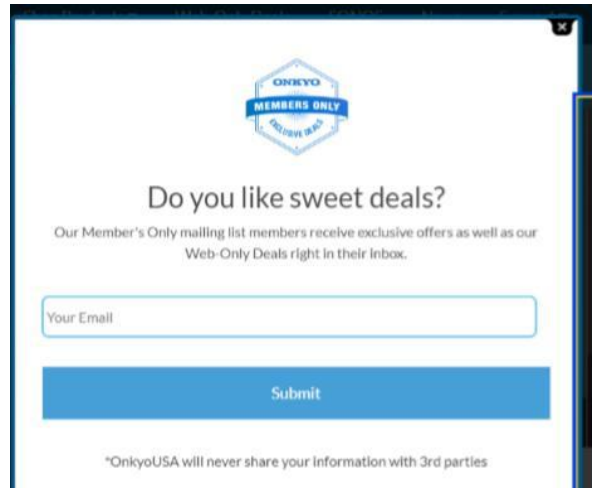 ONKYO
MEMBERS ONLY
EXCLUSIVE DEALS
Do you like sweet deals?
Our Member's Only mailing list members receive exclusive offers as well as our
Web-Only Deals right in their Inbox.
Your Email
Submit
*OnkyoUSA will never share your information with 3rd parties